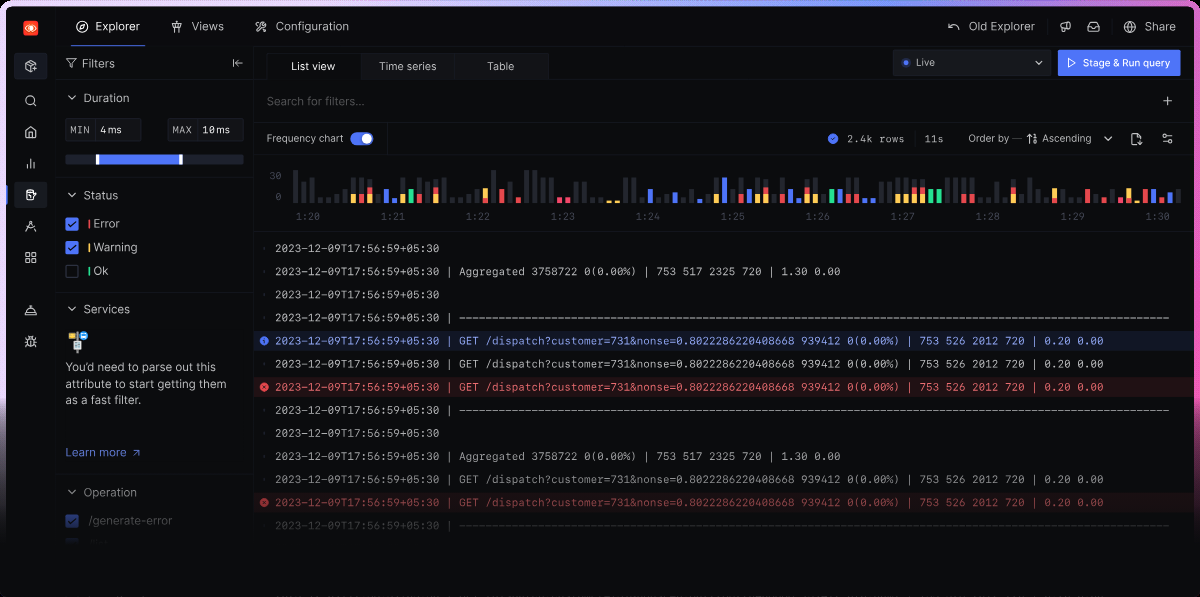 Explorer
Views
Configuration
Old Explorer
Share
Filters
List view
Time series
Table
Live
Stage & Run query
Duration
MIN 4ms
MAX 10ms
Search for filters...
Frequency chart
2.4k rows
11s
Order by — Ascending
30
0
1:20 1:21 1:22 1:23 1:24 1:25 1:26 1:27 1:28 1:29 1:30
Status
Error
Warning
Ok
Services
You'd need to parse out this
attribute to start getting them
as a fast filter.
Learn more
Operation
/generate-error
2023-12-09T17:56:59+05:30
2023-12-09T17:56:59+05:30 | Aggregated 3758722 0(0.00%) | 753 517 2325 720 | 1.30 0.00
2023-12-09T17:56:59+05:30
2023-12-09T17:56:59+05:30 | --------------------------------------------------------------------------------
2023-12-09T17:56:59+05:30 | GET /dispatch?customer=731&nonse=0.8022286220408668 939412 0(0.00%) | 753 526 2012 720 | 0.20 0.00
2023-12-09T17:56:59+05:30 | GET /dispatch?customer=731&nonse=0.8022286220408668 939412 0(0.00%) | 753 526 2012 720 | 0.20 0.00
2023-12-09T17:56:59+05:30 | GET /dispatch?customer=731&nonse=0.8022286220408668 939412 0(0.00%) | 753 526 2012 720 | 0.20 0.00
2023-12-09T17:56:59+05:30 | --------------------------------------------------------------------------------
2023-12-09T17:56:59+05:30
2023-12-09T17:56:59+05:30 | Aggregated 3758722 0(0.00%) | 753 517 2325 720 | 1.30 0.00
2023-12-09T17:56:59+05:30 | GET /dispatch?customer=731&nonse=0.8022286220408668 939412 0(0.00%) | 753 526 2012 720 | 0.20 0.00
2023-12-09T17:56:59+05:30 | GET /dispatch?customer=731&nonse=0.8022286220408668 939412 0(0.00%) | 753 526 2012 720 | 0.20 0.00
2023-12-09T17:56:59+05:30 | --------------------------------------------------------------------------------